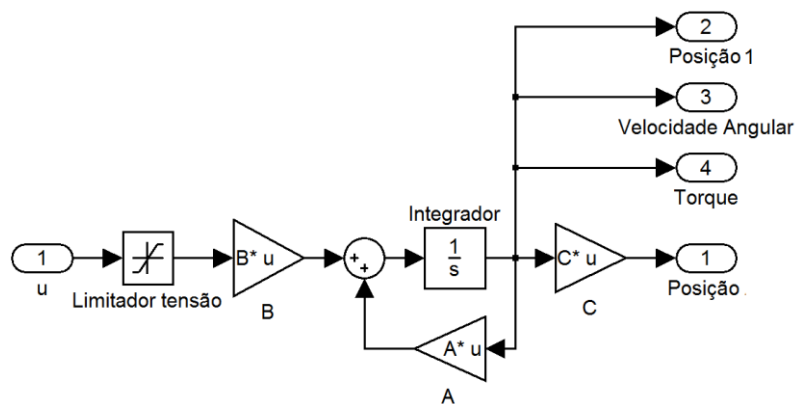 2
Posição 1
3
Velocidade Angular
4
Torque
Integrador
1
u
Limitador tensão
B* u
B
+
+
1
s
C* u
C
1
Posição
A* u
A